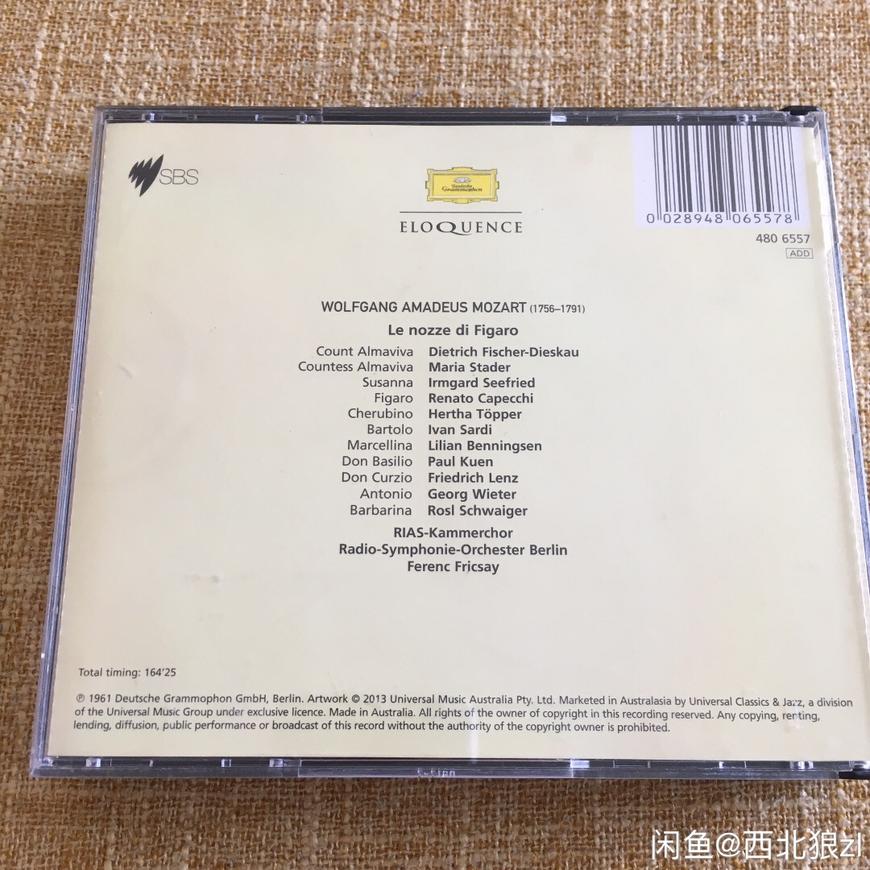 SBS
Deutsche
Grammophon
ELOQUENCE
0 028948 065578
480 6557
ADD
WOLFGANG AMADEUS MOZART (1756–1791)
Le nozze di Figaro
Count Almaviva Dietrich Fischer-Dieskau
Countess Almaviva Maria Stader
Susanna Irmgard Seefried
Figaro Renato Capecchi
Cherubino Hertha Töpper
Bartolo Ivan Sardi
Marcellina Lilian Benningsen
Don Basilio Paul Kuen
Don Curzio Friedrich Lenz
Antonio Georg Wieter
Barbarina Rosl Schwaiger
RIAS-Kammerchor
Radio-Symphonie-Orchester Berlin
Ferenc Fricsay
Total timing: 164'25
℗ 1961 Deutsche Grammophon GmbH, Berlin. Artwork © 2013 Universal Music Australia Pty. Ltd. Marketed in Australasia by Universal Classics & Jazz, a division
of the Universal Music Group under exclusive licence. Made in Australia. All rights of the owner of copyright in this recording reserved. Any copying, renting,
lending, diffusion, public performance or broadcast of this record without the authority of the copyright owner is prohibited.
闲鱼@西北狼zl